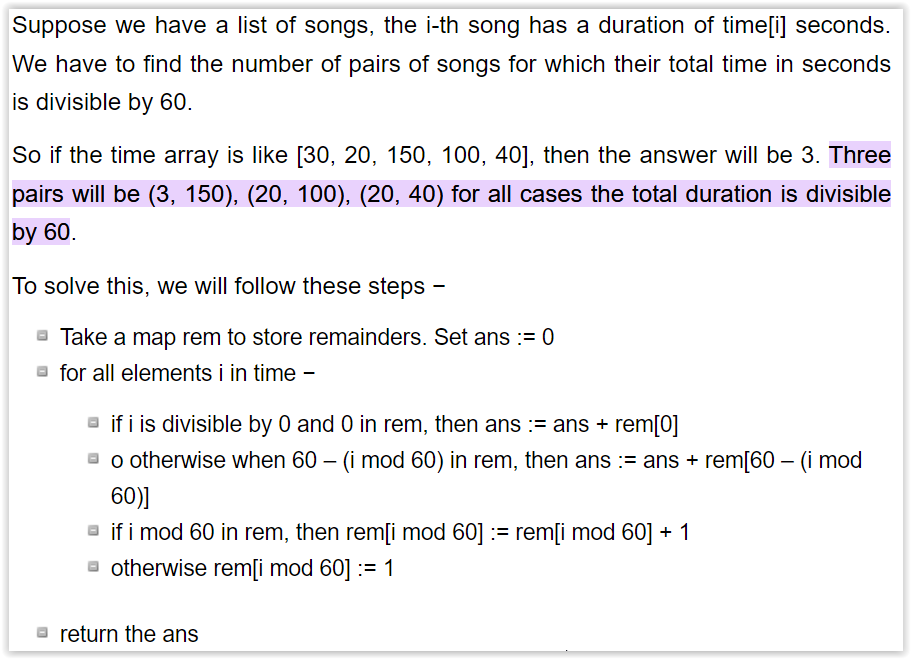 Suppose we have a list of songs, the i-th song has a duration of time[i] seconds.
We have to find the number of pairs of songs for which their total time in seconds
is divisible by 60.
So if the time array is like [30, 20, 150, 100, 40], then the answer will be 3. Three
pairs will be (3, 150), (20, 100), (20, 40) for all cases the total duration is divisible
by 60.
To solve this, we will follow these steps −
Take a map rem to store remainders. Set ans := 0
for all elements i in time −
if i is divisible by 0 and 0 in rem, then ans := ans + rem[0]
o otherwise when 60 – (i mod 60) in rem, then ans := ans + rem[60 – (i mod
60)]
if i mod 60 in rem, then rem[i mod 60] := rem[i mod 60] + 1
otherwise rem[i mod 60] := 1
return the ans